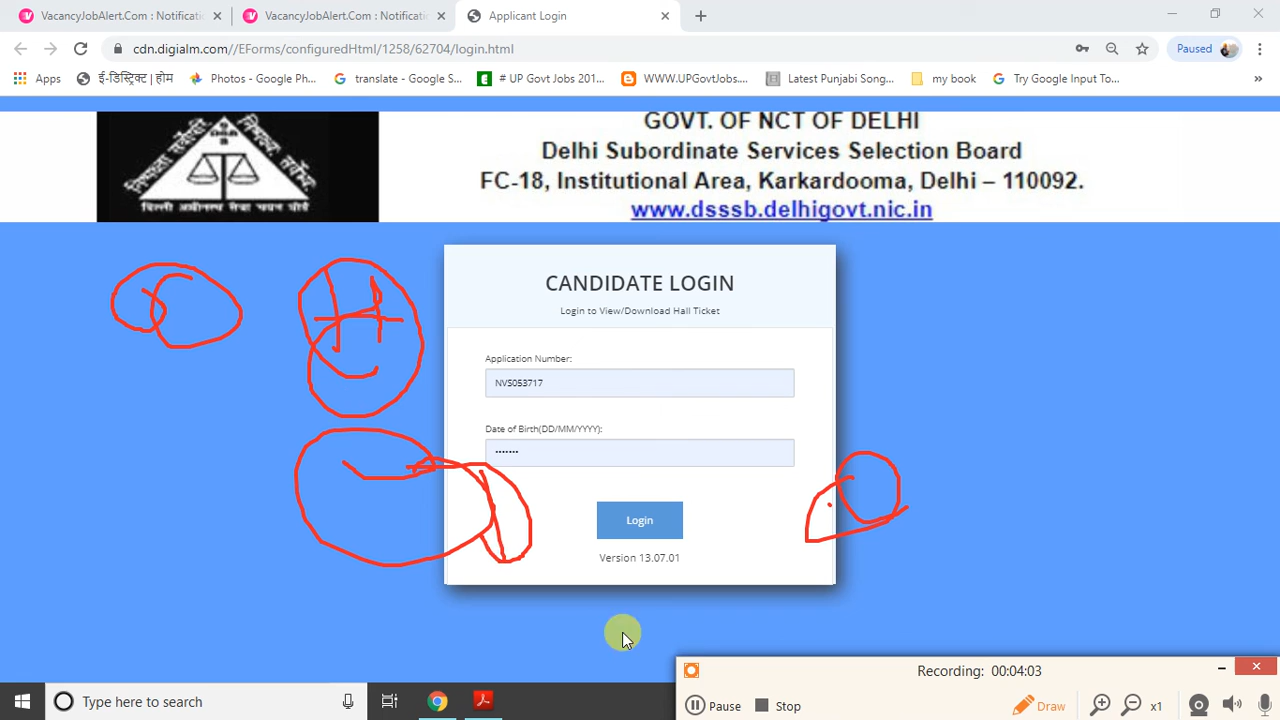 VacancyJobAlert.Com : Notificatio
VacancyJobAlert.Com : Notificatio
Applicant Login
cdn.digialm.com//EForms/configuredHtml/1258/62704/login.html
Paused
Apps
ई-डिस्ट्रिक्ट | होम
Photos - Google Ph...
translate - Google S...
# UP Govt Jobs 201...
WWW.UPGovtJobs....
Latest Punjabi Song...
my book
Try Google Input To...
»
GOVT. OF NCT OF DELHI
Delhi Subordinate Services Selection Board
FC-18, Institutional Area, Karkardooma, Delhi – 110092.
www.dsssb.delhigovt.nic.in
CANDIDATE LOGIN
Login to View/Download Hall Ticket
Application Number:
NVS053717
Date of Birth(DD/MM/YYYY):
•••••••
Login
Version 13.07.01
Recording: 00:04:03
Pause
Stop
Draw
x1
Type here to search